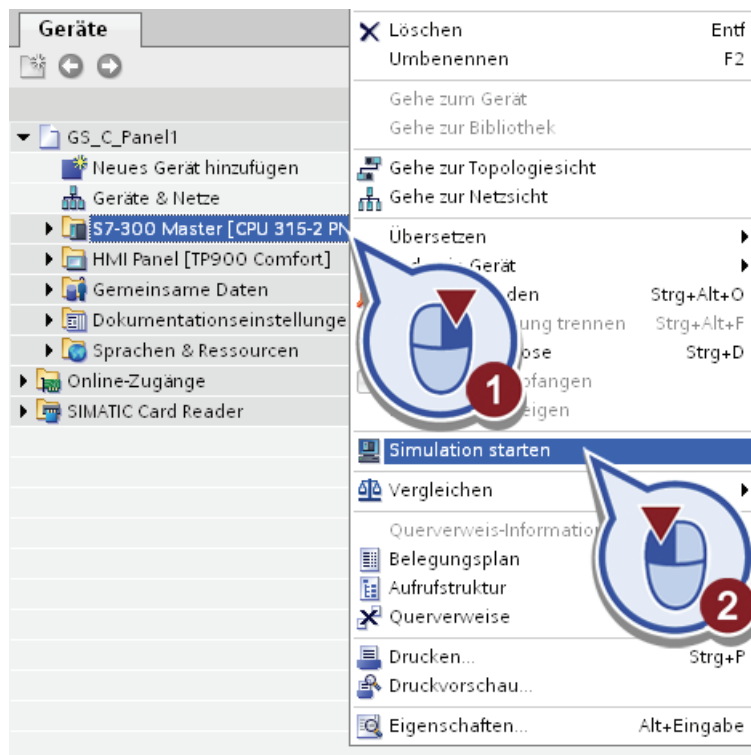 Geräte
GS_C_Panel1
Neues Gerät hinzufügen
Geräte & Netze
S7-300 Master [CPU 315-2 PN
HMI Panel [TP900 Comfort]
Gemeinsame Daten
Dokumentationseinstellunge
Sprachen & Ressourcen
Online-Zugänge
SIMATIC Card Reader
Löschen Entf
Umbenennen F2
Gehe zum Gerät
Gehe zur Bibliothek
Gehe zur Topologiesicht
Gehe zur Netzsicht
Übersetzen
Gerät
den Strg+Alt+O
ung trennen Strg+Alt+F
ose Strg+D
pfangen
eigen
1
Simulation starten
Vergleichen
Querverweis-Informatio
Belegungsplan
Aufrufstruktur
Querverweise
2
Drucken... Strg+P
Druckvorschau...
Eigenschaften... Alt+Eingabe